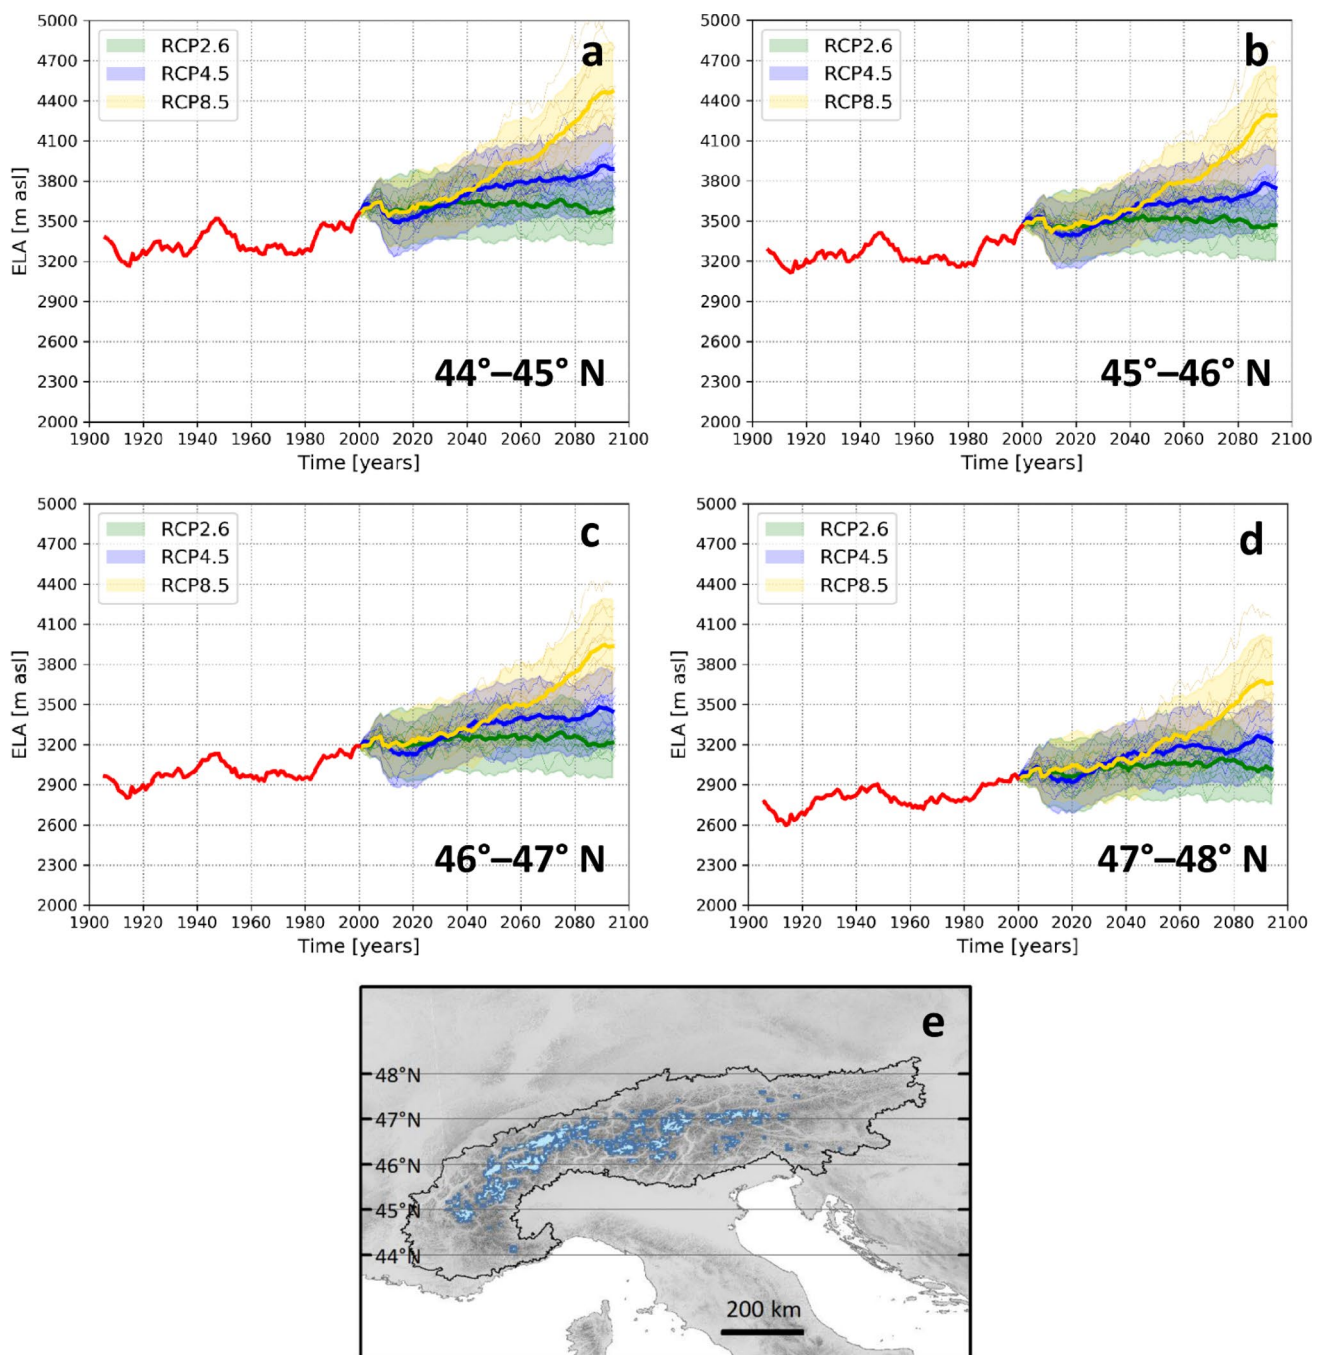 a
RCP2.6
RCP4.5
RCP8.5
5000
4700
4400
4100
3800
3500
3200
2900
2600
2300
2000
ELA [m asl]
44°–45° N
1900 1920 1940 1960 1980 2000 2020 2040 2060 2080 2100
Time [years]
b
RCP2.6
RCP4.5
RCP8.5
5000
4700
4400
4100
3800
3500
3200
2900
2600
2300
2000
ELA [m asl]
45°–46° N
1900 1920 1940 1960 1980 2000 2020 2040 2060 2080 2100
Time [years]
c
RCP2.6
RCP4.5
RCP8.5
5000
4700
4400
4100
3800
3500
3200
2900
2600
2300
2000
ELA [m asl]
46°–47° N
1900 1920 1940 1960 1980 2000 2020 2040 2060 2080 2100
Time [years]
d
RCP2.6
RCP4.5
RCP8.5
5000
4700
4400
4100
3800
3500
3200
2900
2600
2300
2000
ELA [m asl]
47°–48° N
1900 1920 1940 1960 1980 2000 2020 2040 2060 2080 2100
Time [years]
e
48°N
47°N
46°N
45°N
44°N
200 km